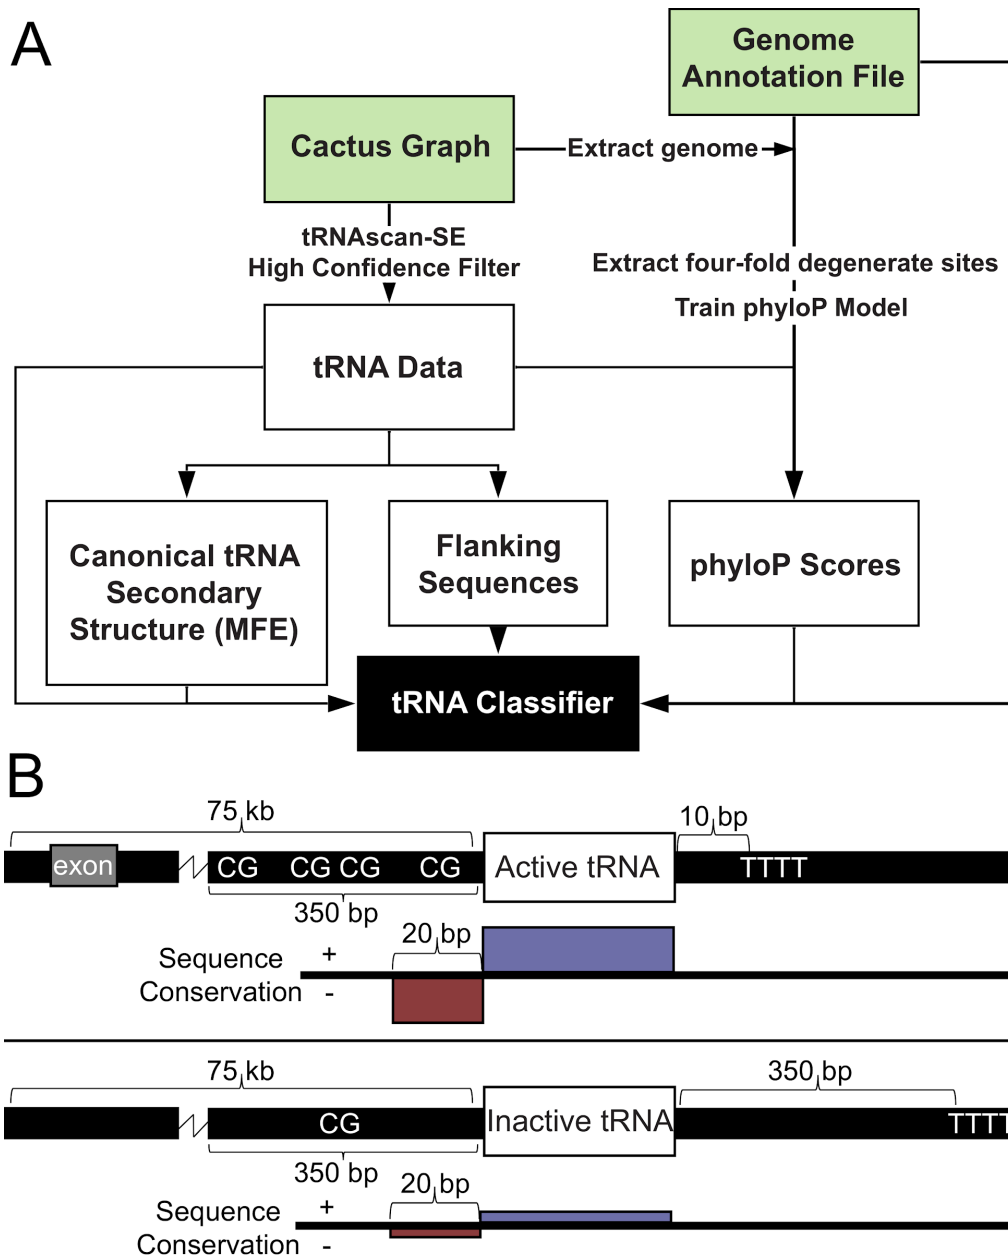 A
Genome
Annotation File
Cactus Graph
Extract genome
tRNAscan-SE
High Confidence Filter
Extract four-fold degenerate sites
Train phyloP Model
tRNA Data
Canonical tRNA
Secondary
Structure (MFE)
Flanking
Sequences
phyloP Scores
tRNA Classifier
B
75 kb
10 bp
exon
CG CG CG CG
Active tRNA
TTTT
350 bp
20 bp
Sequence +
Conservation -
75 kb
350 bp
CG
Inactive tRNA
TTTT
350 bp
20 bp
Sequence +
Conservation -